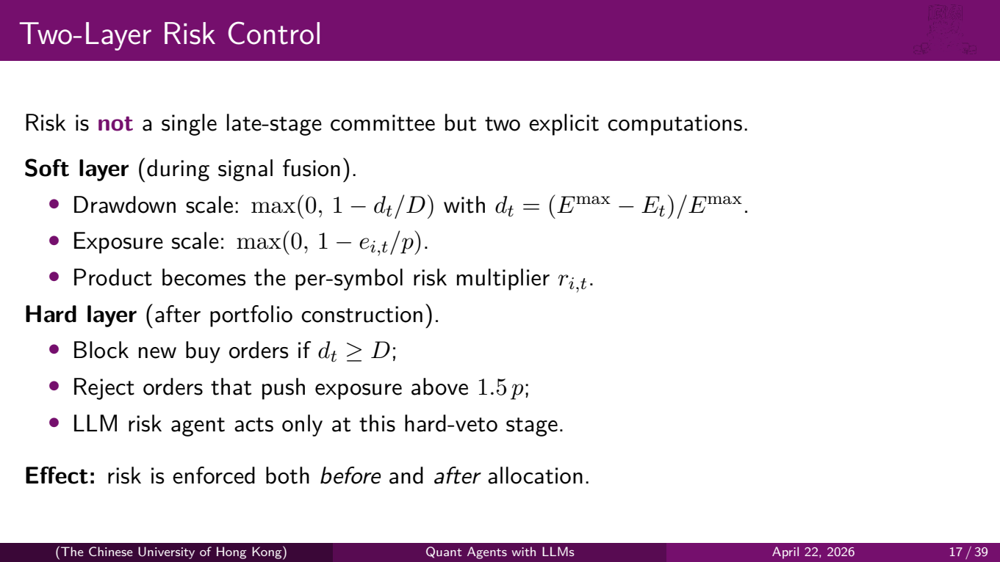 Two-Layer Risk Control
Risk is not a single late-stage committee but two explicit computations.
Soft layer (during signal fusion).
• Drawdown scale: max(0, 1 − d_t/D) with d_t = (E^max − E_t)/E^max.
• Exposure scale: max(0, 1 − e_{i,t}/p).
• Product becomes the per-symbol risk multiplier r_{i,t}.
Hard layer (after portfolio construction).
• Block new buy orders if d_t ≥ D;
• Reject orders that push exposure above 1.5 p;
• LLM risk agent acts only at this hard-veto stage.
Effect: risk is enforced both before and after allocation.
(The Chinese University of Hong Kong) Quant Agents with LLMs April 22, 2026 17 / 39